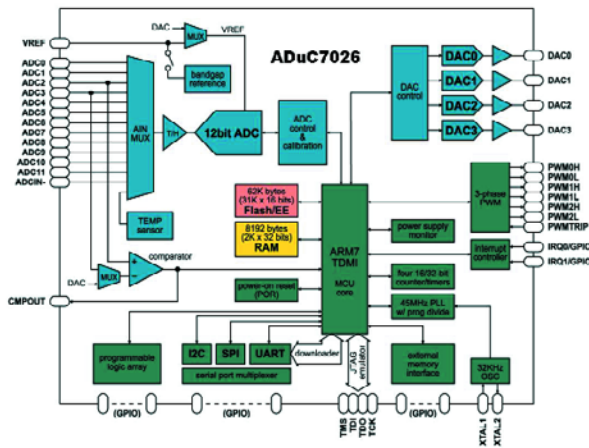 ADuC7026
DAC
MUX
VREF
VREF
bandgap
reference
ADC0
ADC1
ADC2
ADC3
ADC4
ADC5
ADC6
ADC7
ADC8
ADC9
ADC10
ADC11
ADCIN-
AIN
MUX
T/H
12bit ADC
ADC
control
&
calibration
TEMP
sensor
DAC
control
DAC0
DAC1
DAC2
DAC3
DAC0
DAC1
DAC2
DAC3
62K bytes
(31K x 16 bits)
Flash/EE
8192 bytes
(2K x 32 bits)
RAM
ARM7
TDMI
MCU
core
3-phase
PWM
PWM0H
PWM0L
PWM1H
PWM1L
PWM2H
PWM2L
PWMTRIP
power supply
monitor
interrupt
controller
IRQ0/GPIO
IRQ1/GPIO
comparator
+
−
DAC
MUX
CMPOUT
power-on reset
(POR)
four 16/32 bit
counter/timers
45MHz PLL
w/ prog divide
programmable
logic array
I2C
SPI
UART
serial port multiplexer
downloader
JTAG
emulator
external
memory
interface
32KHz
OSC
(GPIO)
(GPIO)
TMS
TDI
TDO
TCK
(GPIO)
XTAL1
XTAL2